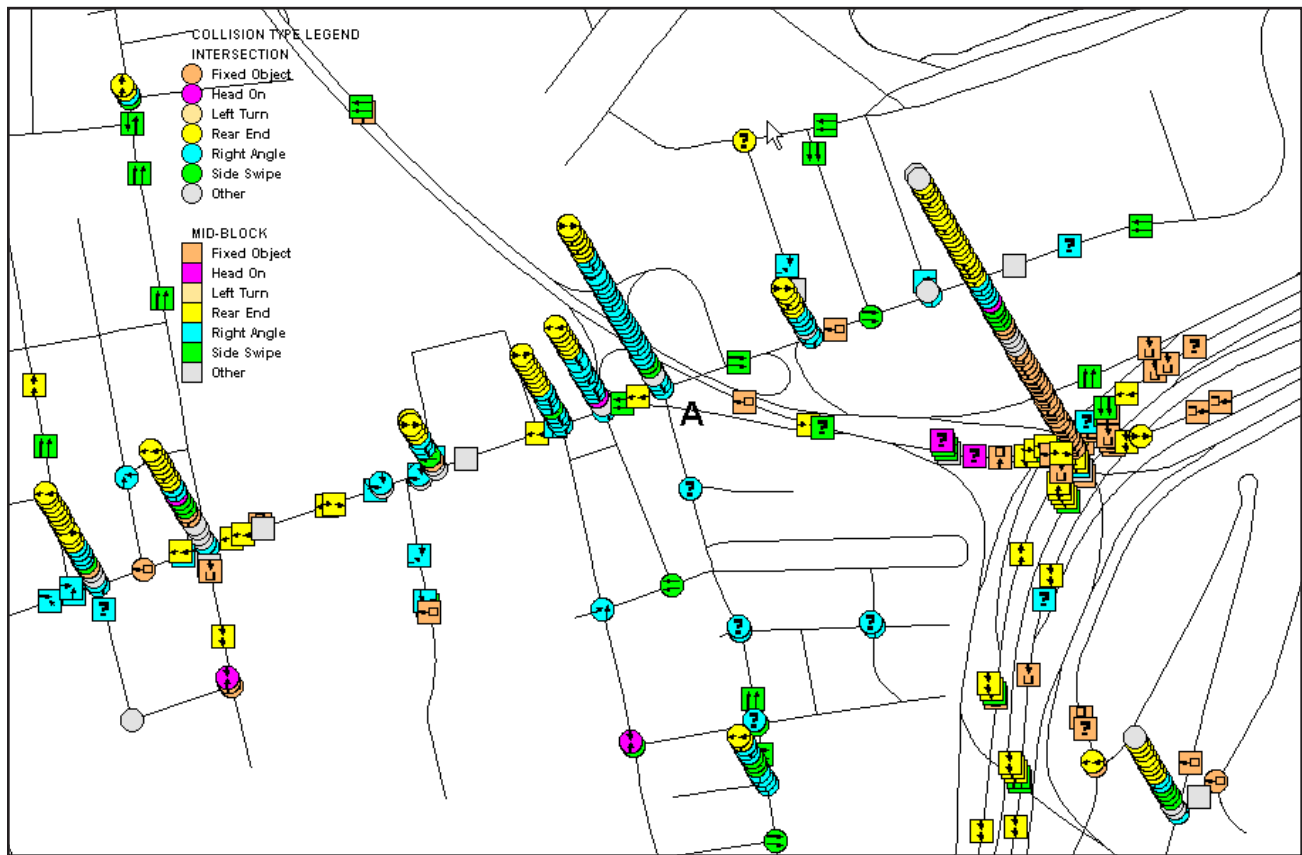 COLLISION TYPE LEGEND
INTERSECTION
Fixed Object
Head On
Left Turn
Rear End
Right Angle
Side Swipe
Other
MID-BLOCK
Fixed Object
Head On
Left Turn
Rear End
Right Angle
Side Swipe
Other
?
?
?
?
A
?
?
?
?
?
?
?
?
?
?
?
?